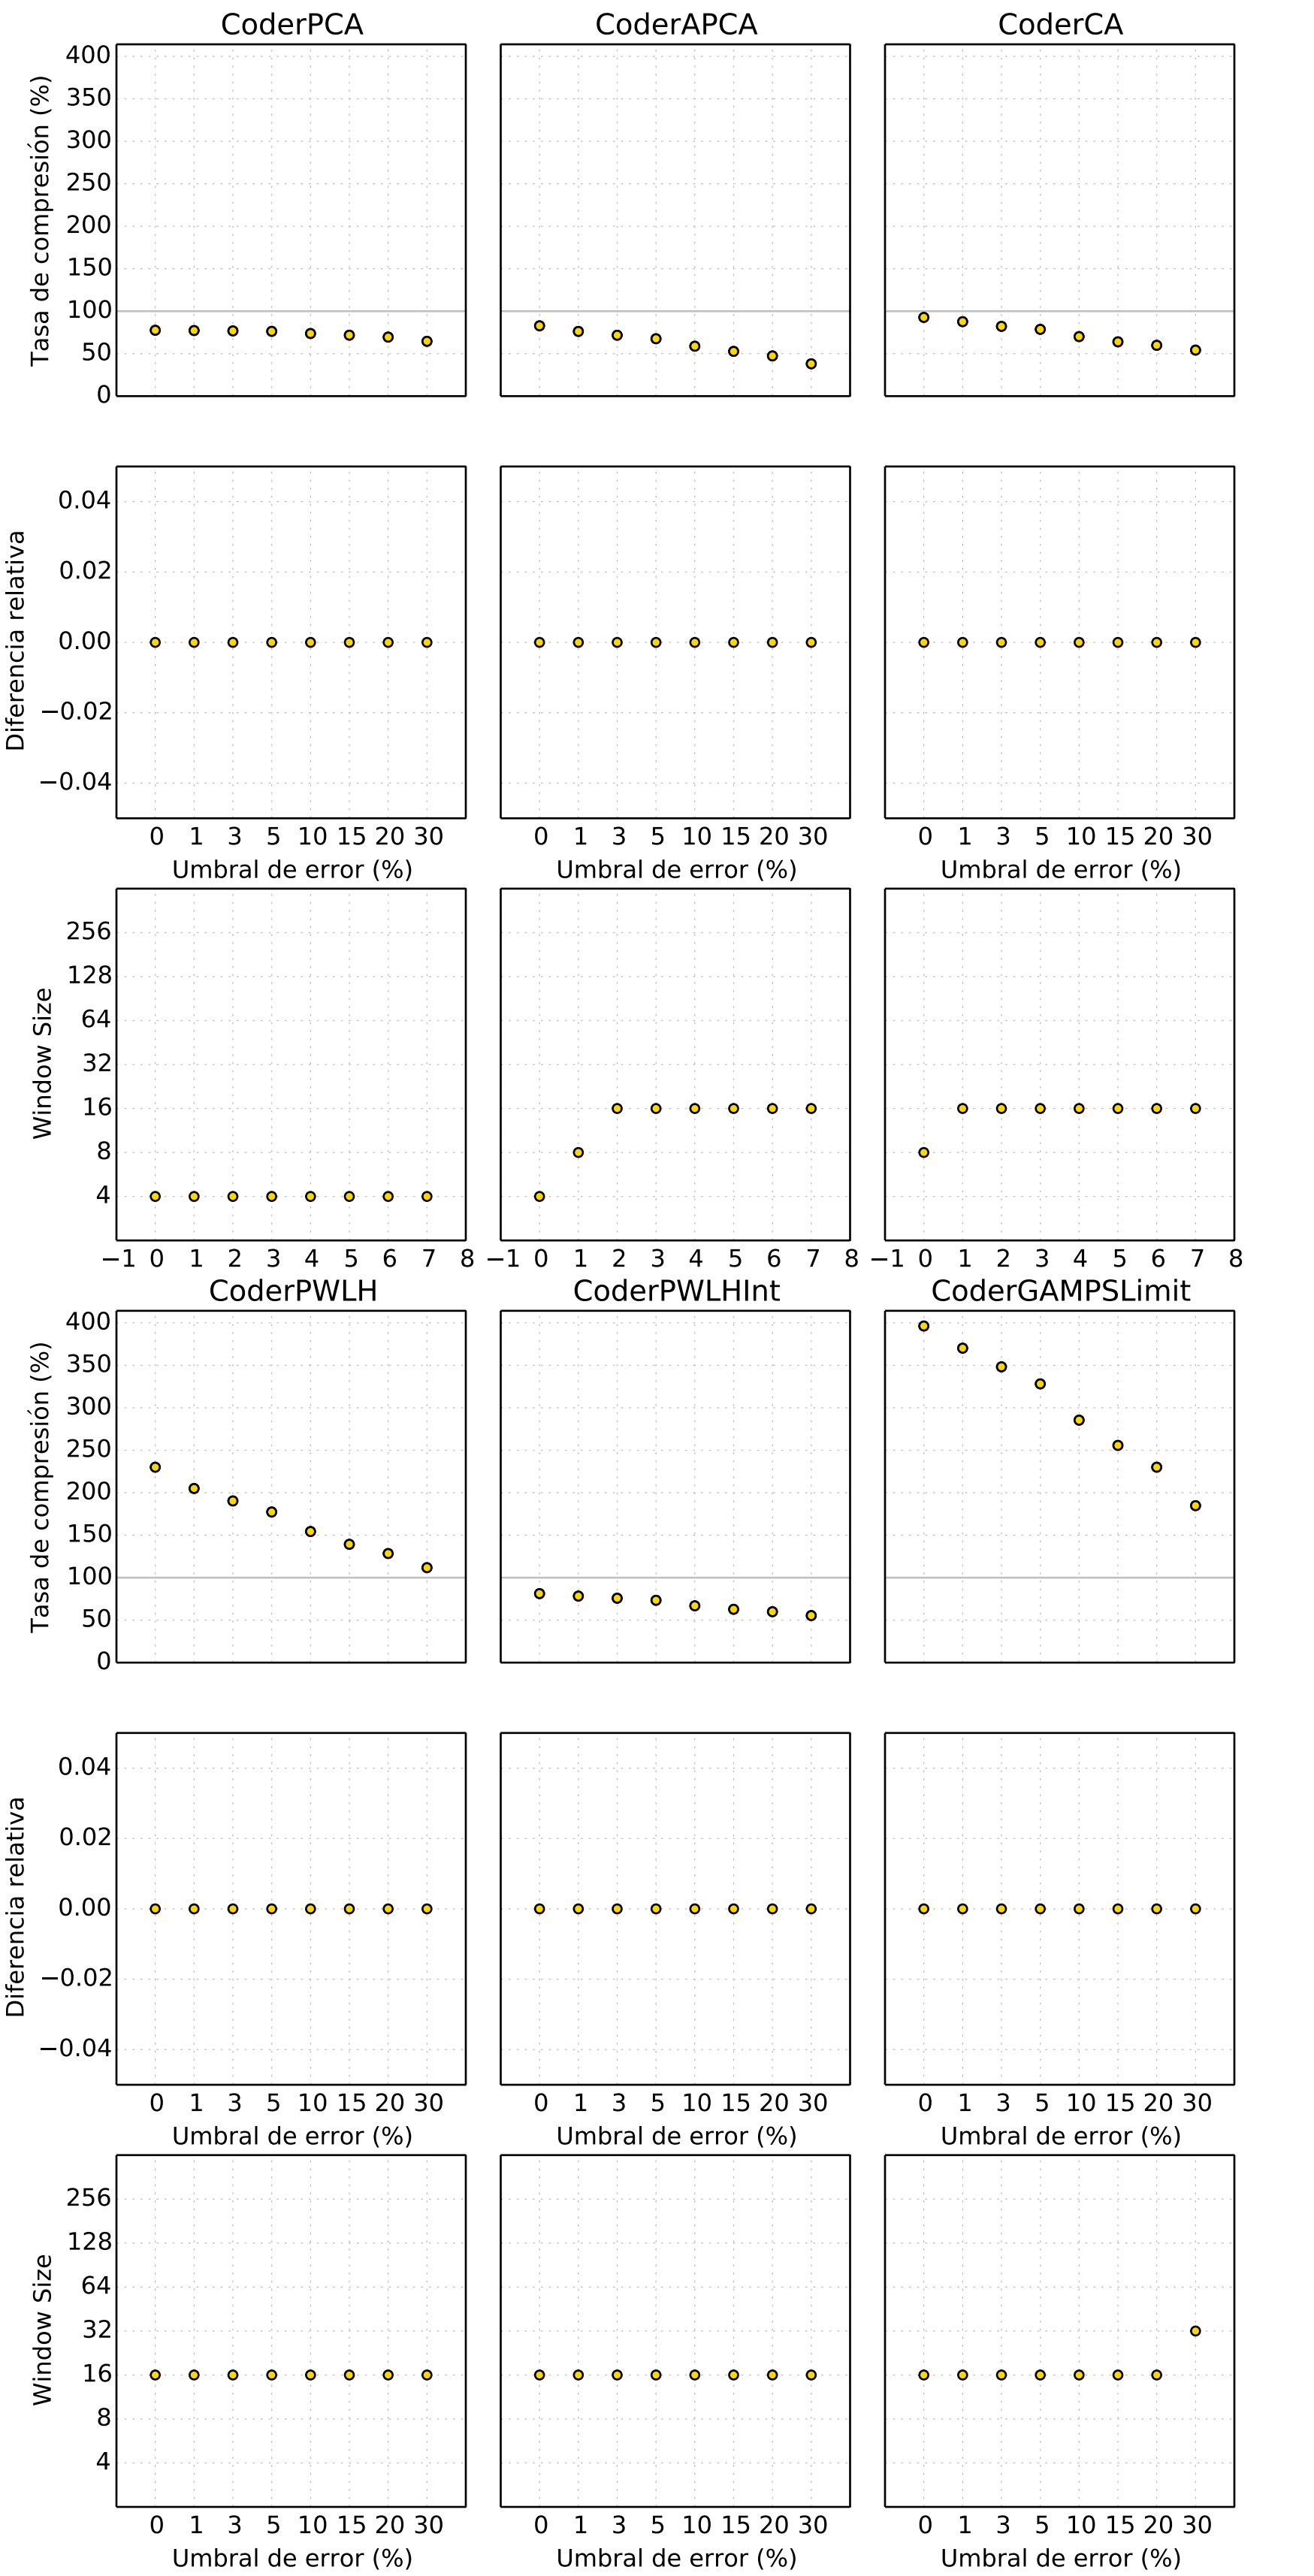 CoderPCA CoderAPCA CoderCA
Tasa de compresión (%)
400
350
300
250
200
150
100
50
0
Diferencia relativa
0.04
0.02
0.00
−0.02
−0.04
0 1 3 5 10 15 20 30 0 1 3 5 10 15 20 30 0 1 3 5 10 15 20 30
Umbral de error (%) Umbral de error (%) Umbral de error (%)
Window Size
256
128
64
32
16
8
4
−1 0 1 2 3 4 5 6 7 8 −1 0 1 2 3 4 5 6 7 8 −1 0 1 2 3 4 5 6 7 8
CoderPWLH CoderPWLHInt CoderGAMPSLimit
Tasa de compresión (%)
400
350
300
250
200
150
100
50
0
Diferencia relativa
0.04
0.02
0.00
−0.02
−0.04
0 1 3 5 10 15 20 30 0 1 3 5 10 15 20 30 0 1 3 5 10 15 20 30
Umbral de error (%) Umbral de error (%) Umbral de error (%)
Window Size
256
128
64
32
16
8
4
0 1 3 5 10 15 20 30 0 1 3 5 10 15 20 30 0 1 3 5 10 15 20 30
Umbral de error (%) Umbral de error (%) Umbral de error (%)